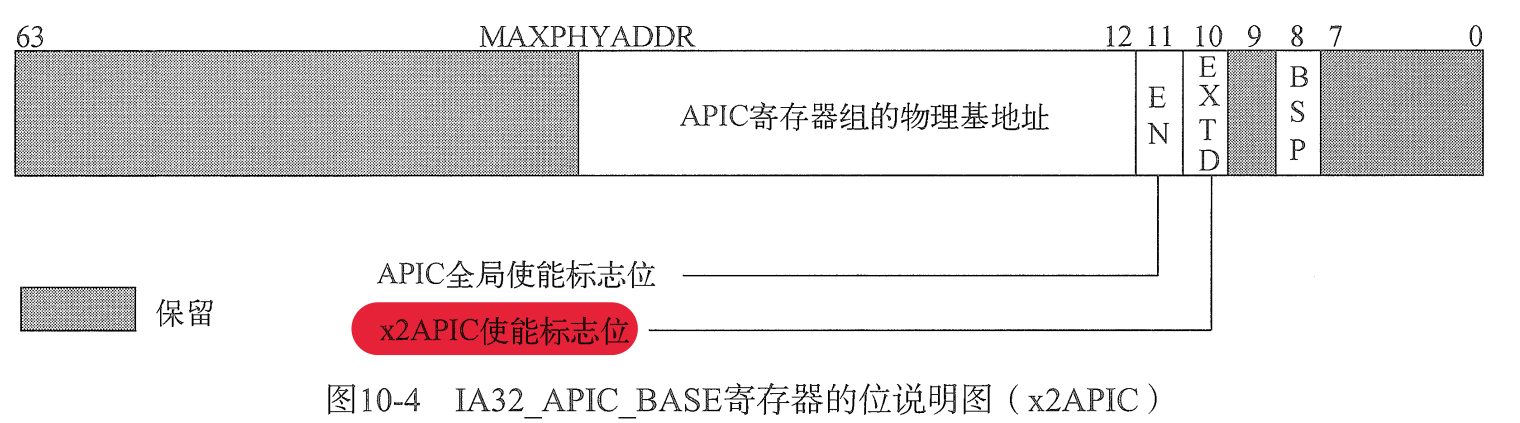 63 MAXPHYADDR 12 11 10 9 8 7 0
APIC寄存器组的物理基地址
EN
EXTD
BSP
APIC全局使能标志位
保留
x2APIC使能标志位
图10-4 IA32_APIC_BASE寄存器的位说明图（x2APIC）